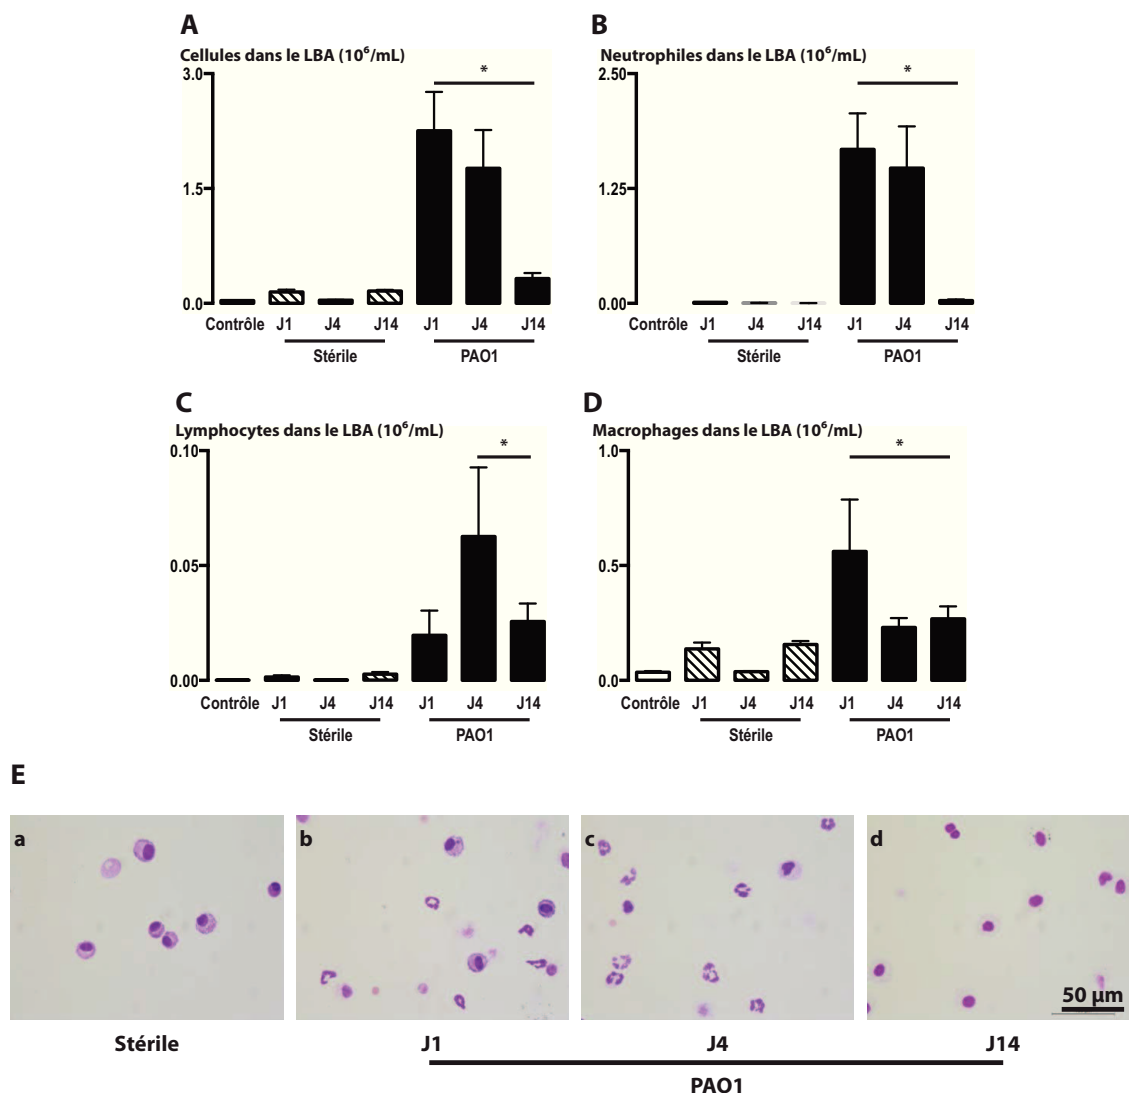 A
Cellules dans le LBA (10⁶/mL)
3.0
1.5
0.0
*
Contrôle J1 J4 J14 J1 J4 J14
Stérile PAO1
B
Neutrophiles dans le LBA (10⁶/mL)
2.50
1.25
0.00
*
Contrôle J1 J4 J14 J1 J4 J14
Stérile PAO1
C
Lymphocytes dans le LBA (10⁶/mL)
0.10
0.05
0.00
*
Contrôle J1 J4 J14 J1 J4 J14
Stérile PAO1
D
Macrophages dans le LBA (10⁶/mL)
1.0
0.5
0.0
*
Contrôle J1 J4 J14 J1 J4 J14
Stérile PAO1
E
a b c d
50 µm
Stérile J1 J4 J14
PAO1